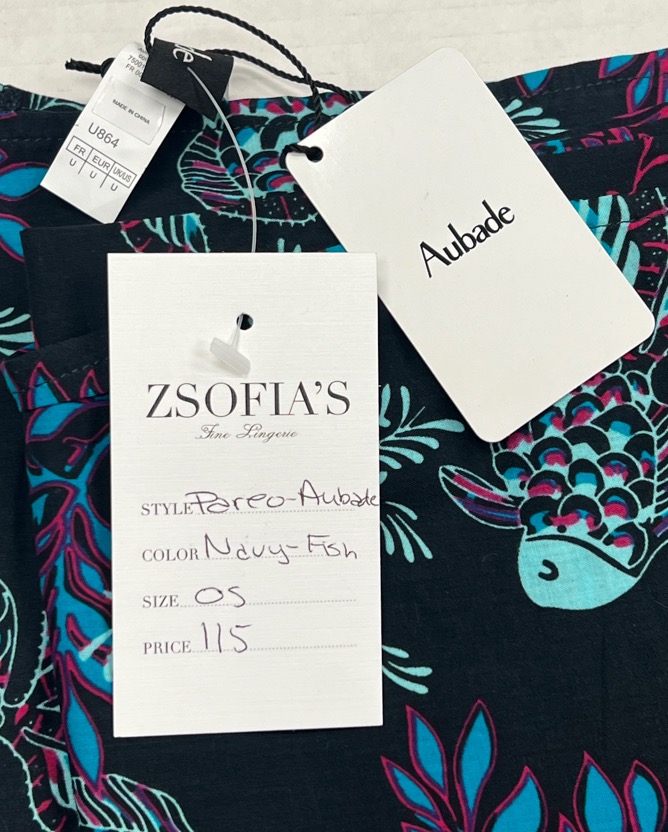 MADE IN CHINA
U864
FR EUR UK/US
U U U
Aubade
ZSOFIA'S
Fine Lingerie
STYLE Pareo-Aubade
COLOR Navy-Fish
SIZE OS
PRICE 115